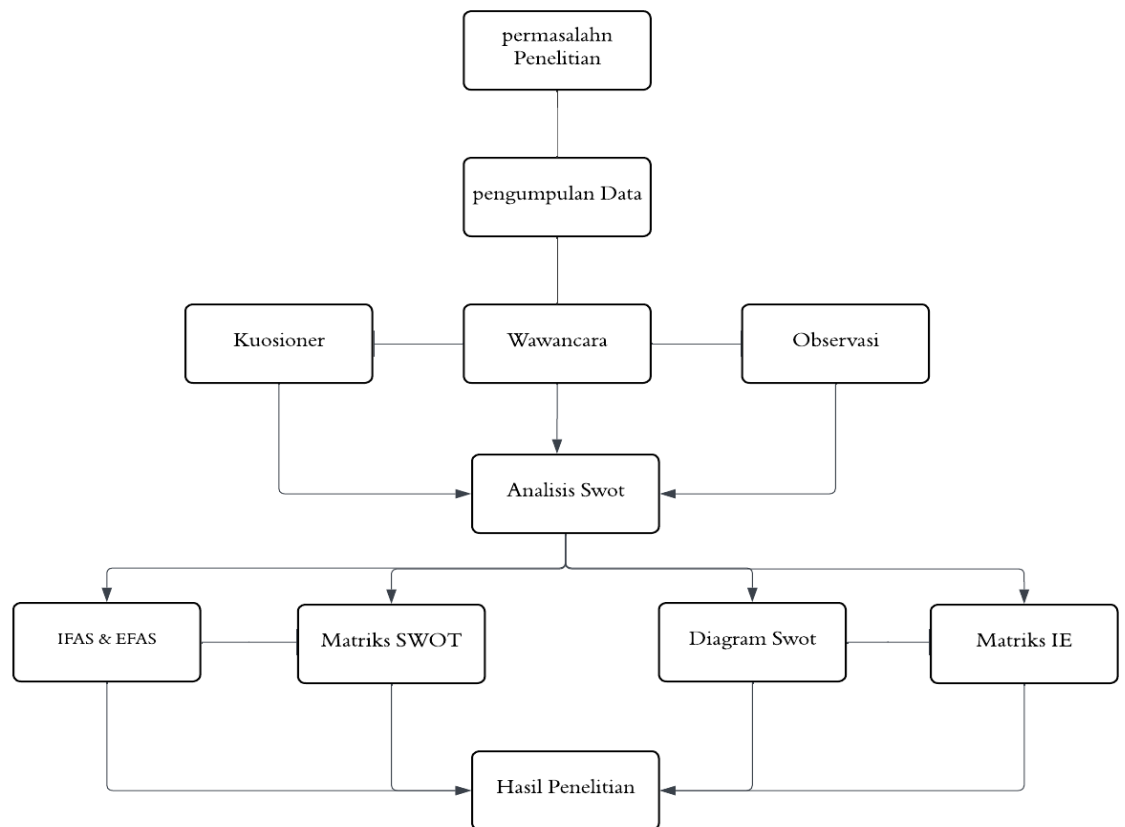 permasalahn
Penelitian
pengumpulan Data
Kuosioner
Wawancara
Observasi
Analisis Swot
IFAS & EFAS
Matriks SWOT
Diagram Swot
Matriks IE
Hasil Penelitian